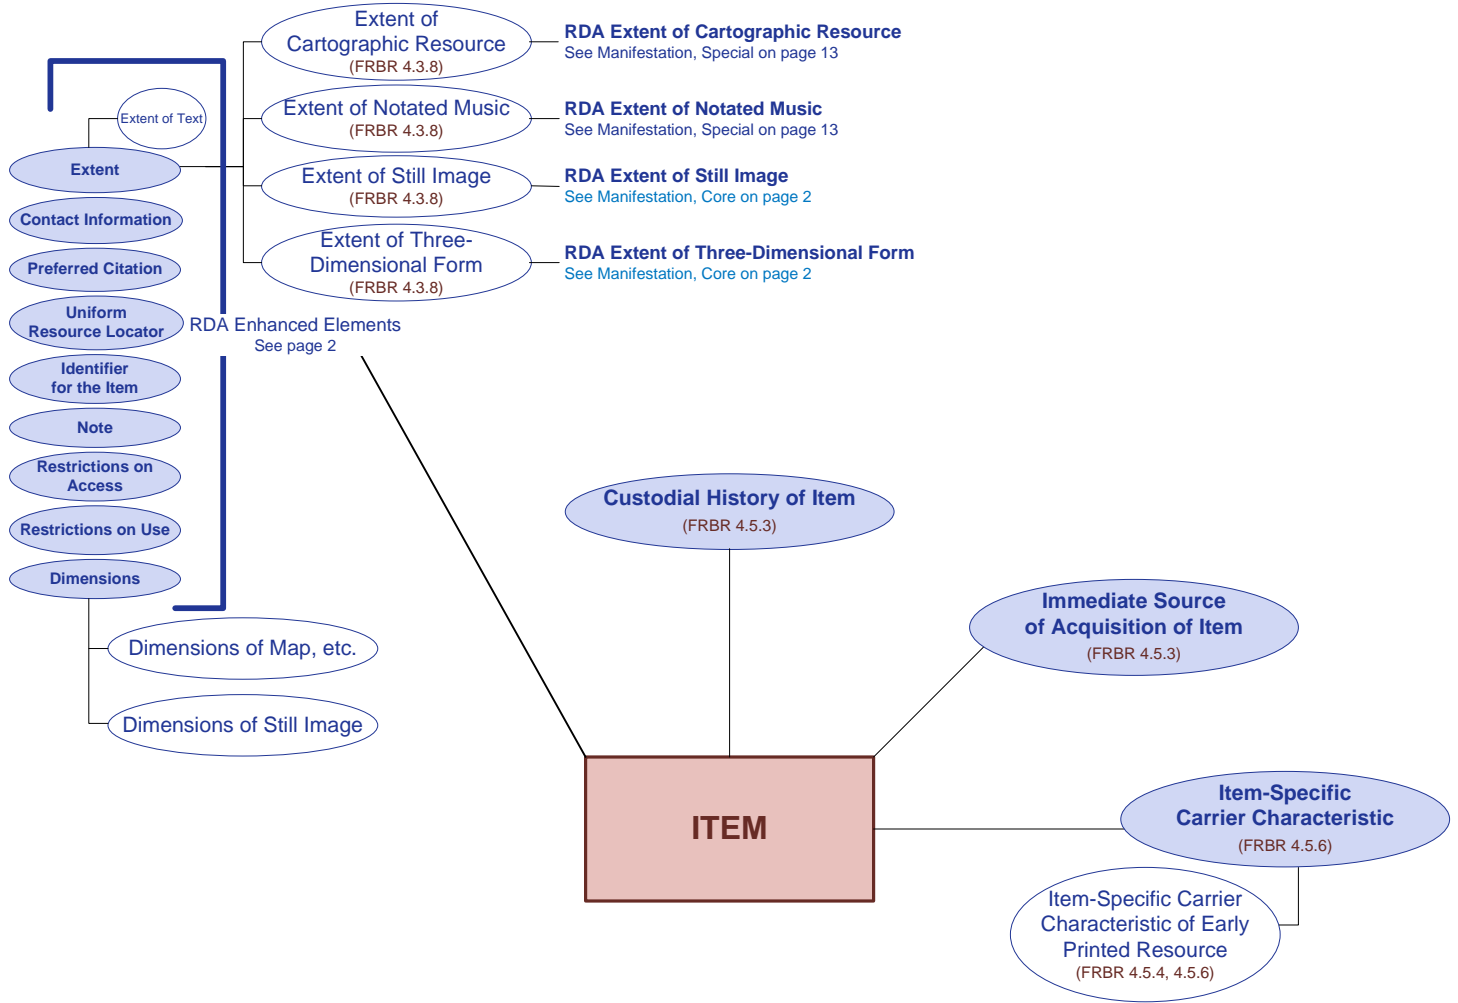 Extent of
Cartographic Resource
(FRBR 4.3.8)
RDA Extent of Cartographic Resource
See Manifestation, Special on page 13
Extent of Text
Extent of Notated Music
(FRBR 4.3.8)
RDA Extent of Notated Music
See Manifestation, Special on page 13
Extent
Extent of Still Image
(FRBR 4.3.8)
RDA Extent of Still Image
See Manifestation, Core on page 2
Contact Information
Extent of Three-
Dimensional Form
(FRBR 4.3.8)
RDA Extent of Three-Dimensional Form
See Manifestation, Core on page 2
Preferred Citation
Uniform
Resource Locator
RDA Enhanced Elements
See page 2
Identifier
for the Item
Note
Restrictions on
Access
Restrictions on Use
Dimensions
Dimensions of Map, etc.
Dimensions of Still Image
Custodial History of Item
(FRBR 4.5.3)
Immediate Source
of Acquisition of Item
(FRBR 4.5.3)
ITEM
Item-Specific
Carrier Characteristic
(FRBR 4.5.6)
Item-Specific Carrier
Characteristic of Early
Printed Resource
(FRBR 4.5.4, 4.5.6)